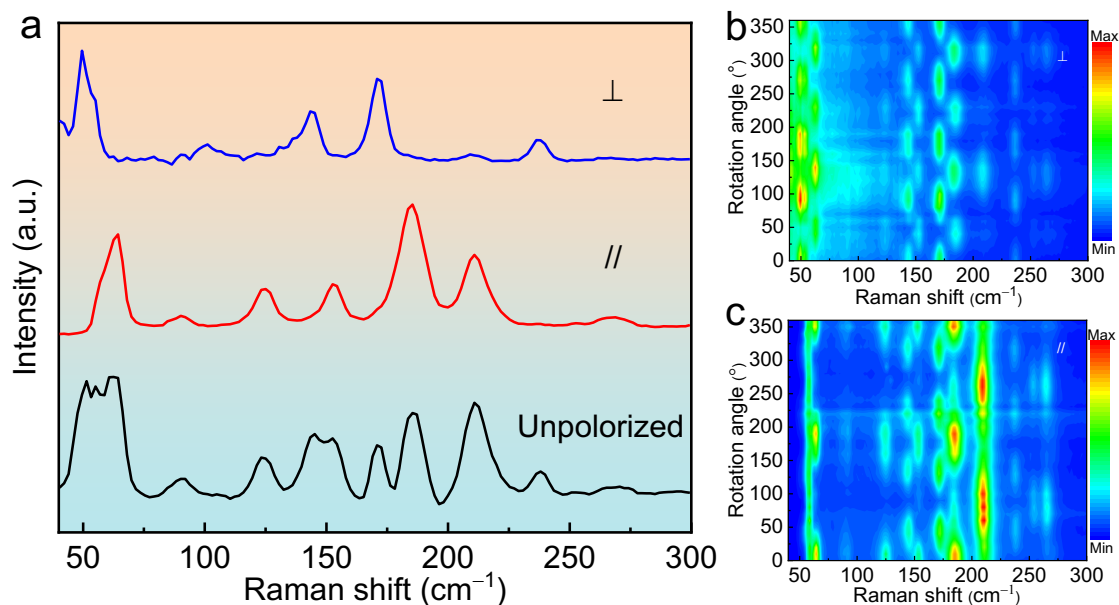 a
⊥
//
Unpolorized
Intensity (a.u.)
50 100 150 200 250 300
Raman shift (cm⁻¹)
b
⊥
Rotation angle (°)
350
300
250
200
150
100
50
0
50 100 150 200 250 300
Raman shift (cm⁻¹)
Max
Min
c
//
Rotation angle (°)
350
300
250
200
150
100
50
0
50 100 150 200 250 300
Raman shift (cm⁻¹)
Max
Min